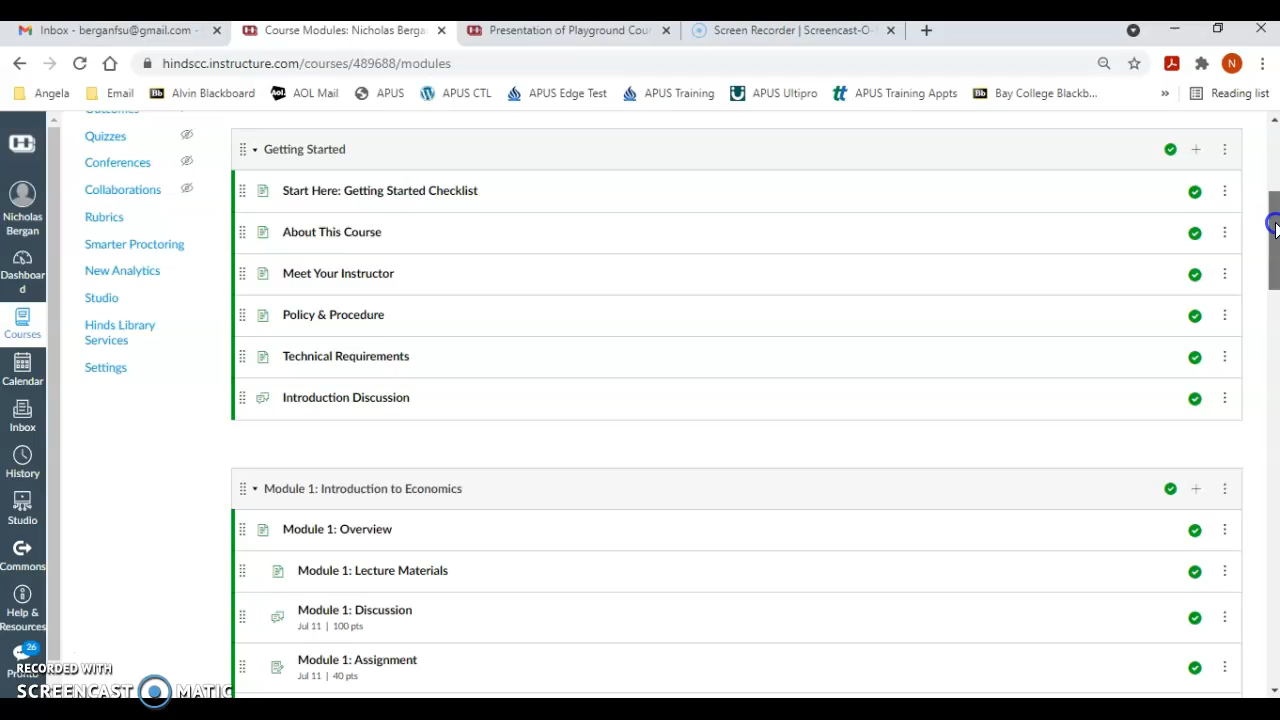 Inbox - berganfsu@gmail.com -
Course Modules: Nicholas Berga
Presentation of Playground Cou
Screen Recorder | Screencast-O-
hindscc.instructure.com/courses/489688/modules
N
Angela
Email
Bb Alvin Blackboard
Aol. AOL Mail
APUS
APUS CTL
APUS Edge Test
APUS Training
APUS Ultipro
tt APUS Training Appts
Bb Bay College Blackb...
»
Reading list
Nicholas
Bergan
Dashboar
d
Courses
Calendar
Inbox
History
Studio
Commons
Help &
Resources
26
Outcomes
Quizzes
Conferences
Collaborations
Rubrics
Smarter Proctoring
New Analytics
Studio
Hinds Library
Services
Settings
Getting Started
Start Here: Getting Started Checklist
About This Course
Meet Your Instructor
Policy & Procedure
Technical Requirements
Introduction Discussion
Module 1: Introduction to Economics
Module 1: Overview
Module 1: Lecture Materials
Module 1: Discussion
Jul 11 | 100 pts
Module 1: Assignment
Jul 11 | 40 pts
RECORDED WITH
SCREENCAST MATIC